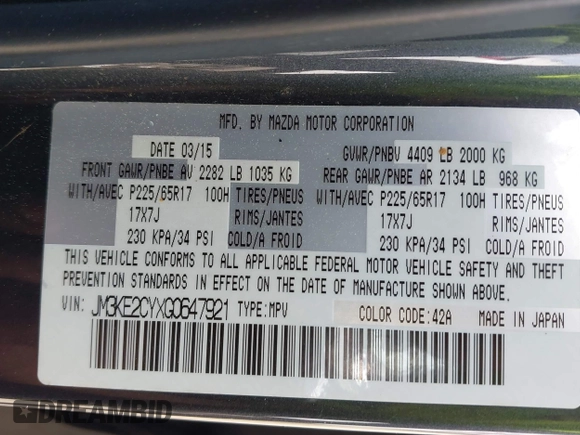 MFD. BY MAZDA MOTOR CORPORATION
DATE 03/15 GVWR/PNBV 4409 LB 2000 KG
FRONT GAWR/PNBE AV 2282 LB 1035 KG REAR GAWR/PNBE AR 2134 LB 968 KG
WITH/AVEC P225/65R17 100H TIRES/PNEUS WITH/AVEC P225/65R17 100H TIRES/PNEUS
17X7J RIMS/JANTES 17X7J RIMS/JANTES
230 KPA/34 PSI COLD/A FROID 230 KPA/34 PSI COLD/A FROID
THIS VEHICLE CONFORMS TO ALL APPLICABLE FEDERAL MOTOR VEHICLE SAFETY AND THEFT
PREVENTION STANDARDS IN EFFECT ON THE DATE OF MANUFACTURE SHOWN ABOVE.
VIN: JM3KE2CYXG0647921 TYPE:MPV COLOR CODE:42A MADE IN JAPAN
DREAMBID